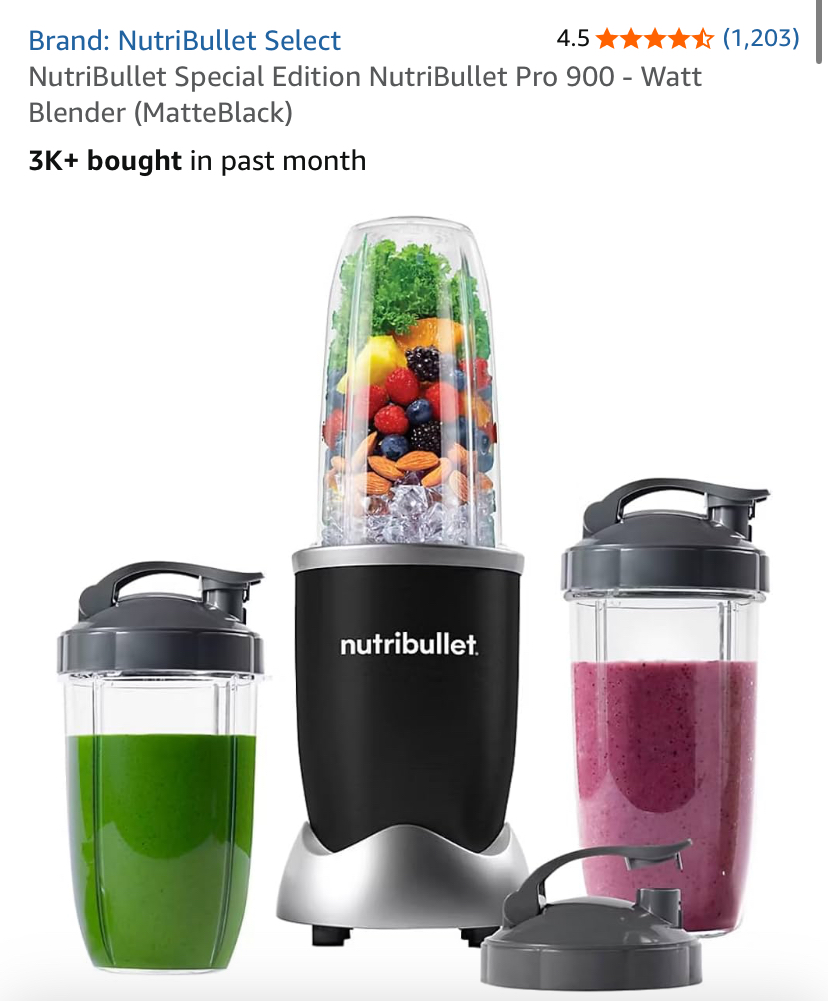 Brand: NutriBullet Select
4.5 (1,203)
NutriBullet Special Edition NutriBullet Pro 900 - Watt
Blender (MatteBlack)
3K+ bought in past month
nutribullet.